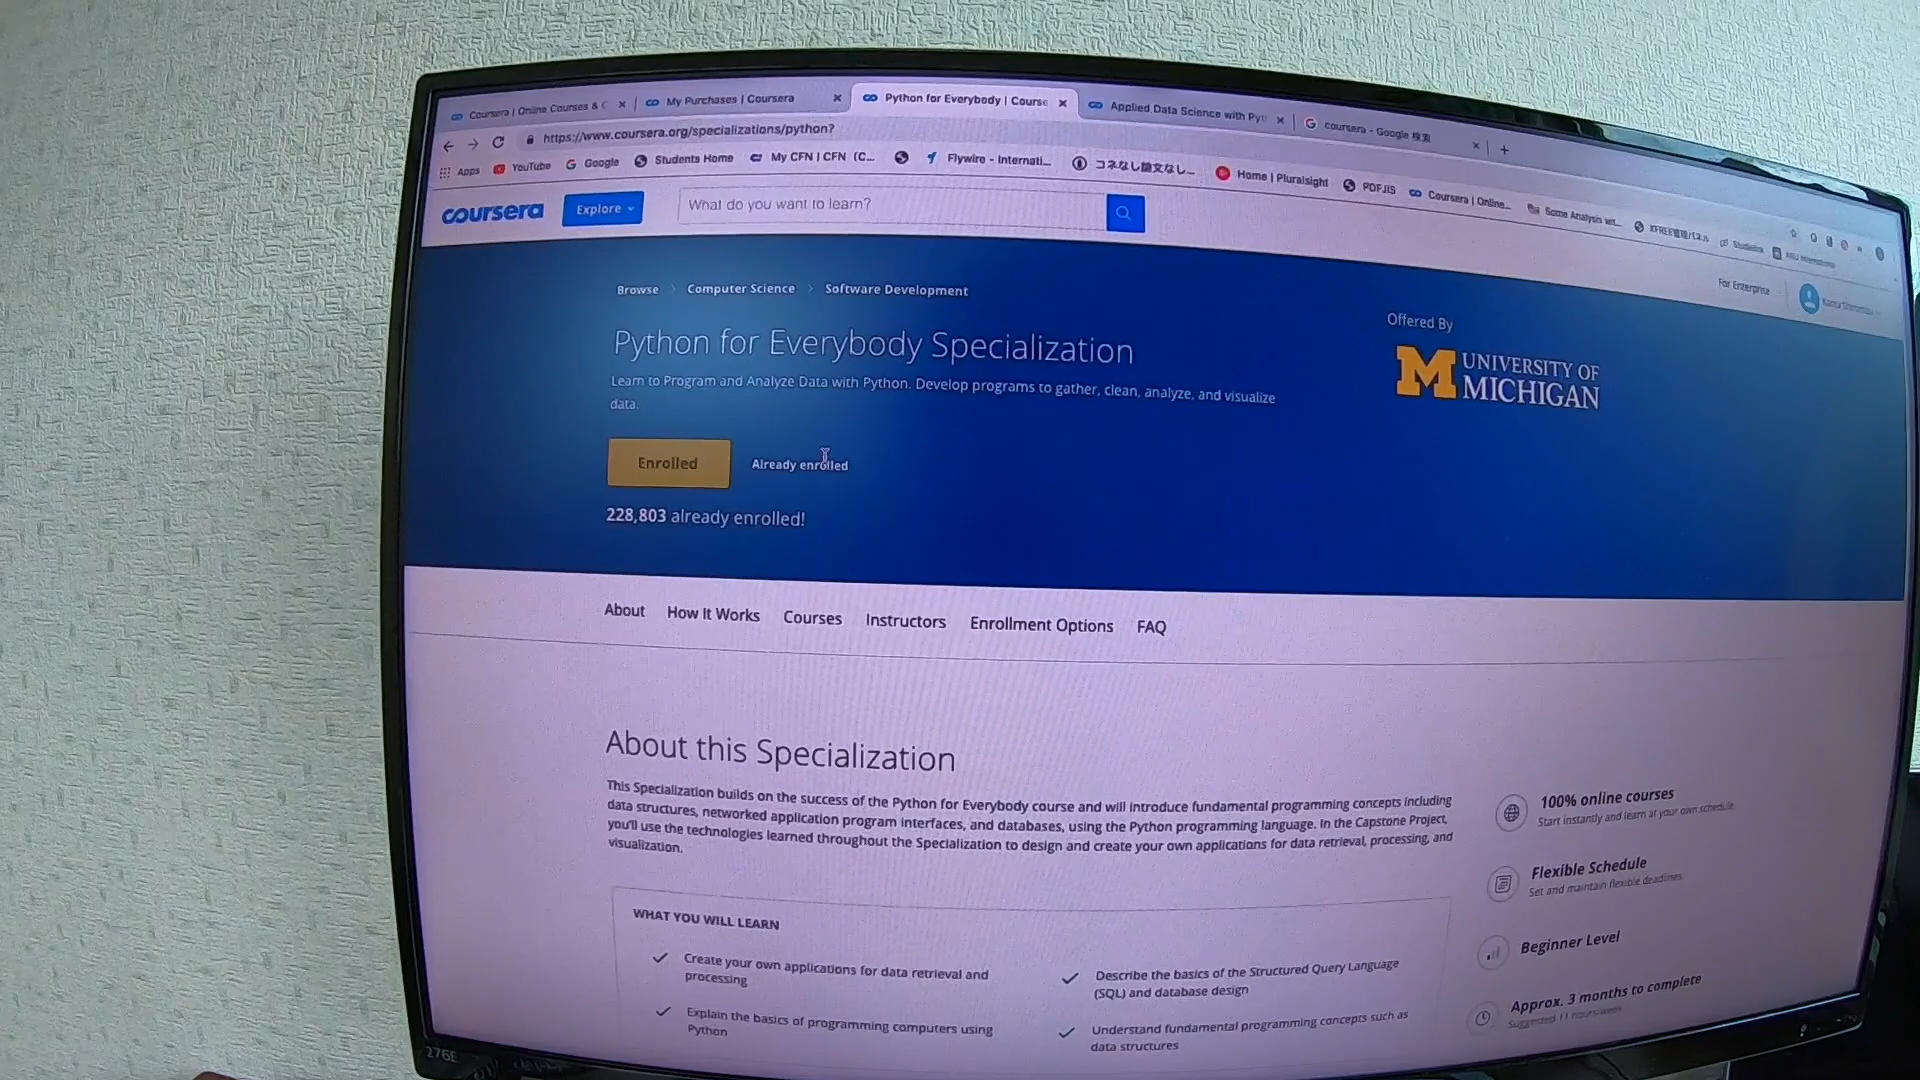 Coursera | Online Courses & C
My Purchases | Coursera
Python for Everybody | Course
Applied Data Science with Pyt
coursera - Google 検索
https://www.coursera.org/specializations/python?
Apps
YouTube
Google
Students Home
My CFN | CFN (C...
Flywire - Internati...
コネなし論文なし...
Home | Pluralsight
PDFJIS
Coursera | Online...
Some Analysis wit...
coursera
Explore
What do you want to learn?
For Enterprise
Browse > Computer Science > Software Development
Python for Everybody Specialization
Learn to Program and Analyze Data with Python. Develop programs to gather, clean, analyze, and visualize
data.
Offered By
M UNIVERSITY OF
MICHIGAN
Enrolled
Already enrolled
228,803 already enrolled!
About
How It Works
Courses
Instructors
Enrollment Options
FAQ
About this Specialization
This Specialization builds on the success of the Python for Everybody course and will introduce fundamental programming concepts including
data structures, networked application program interfaces, and databases, using the Python programming language. In the Capstone Project,
you'll use the technologies learned throughout the Specialization to design and create your own applications for data retrieval, processing, and
visualization.
100% online courses
Start instantly and learn at your own schedule.
Flexible Schedule
Set and maintain flexible deadlines.
Beginner Level
Approx. 3 months to complete
Suggested 11 hours/week
WHAT YOU WILL LEARN
Create your own applications for data retrieval and
processing
Describe the basics of the Structured Query Language
(SQL) and database design
Explain the basics of programming computers using
Python
Understand fundamental programming concepts such as
data structures
276E